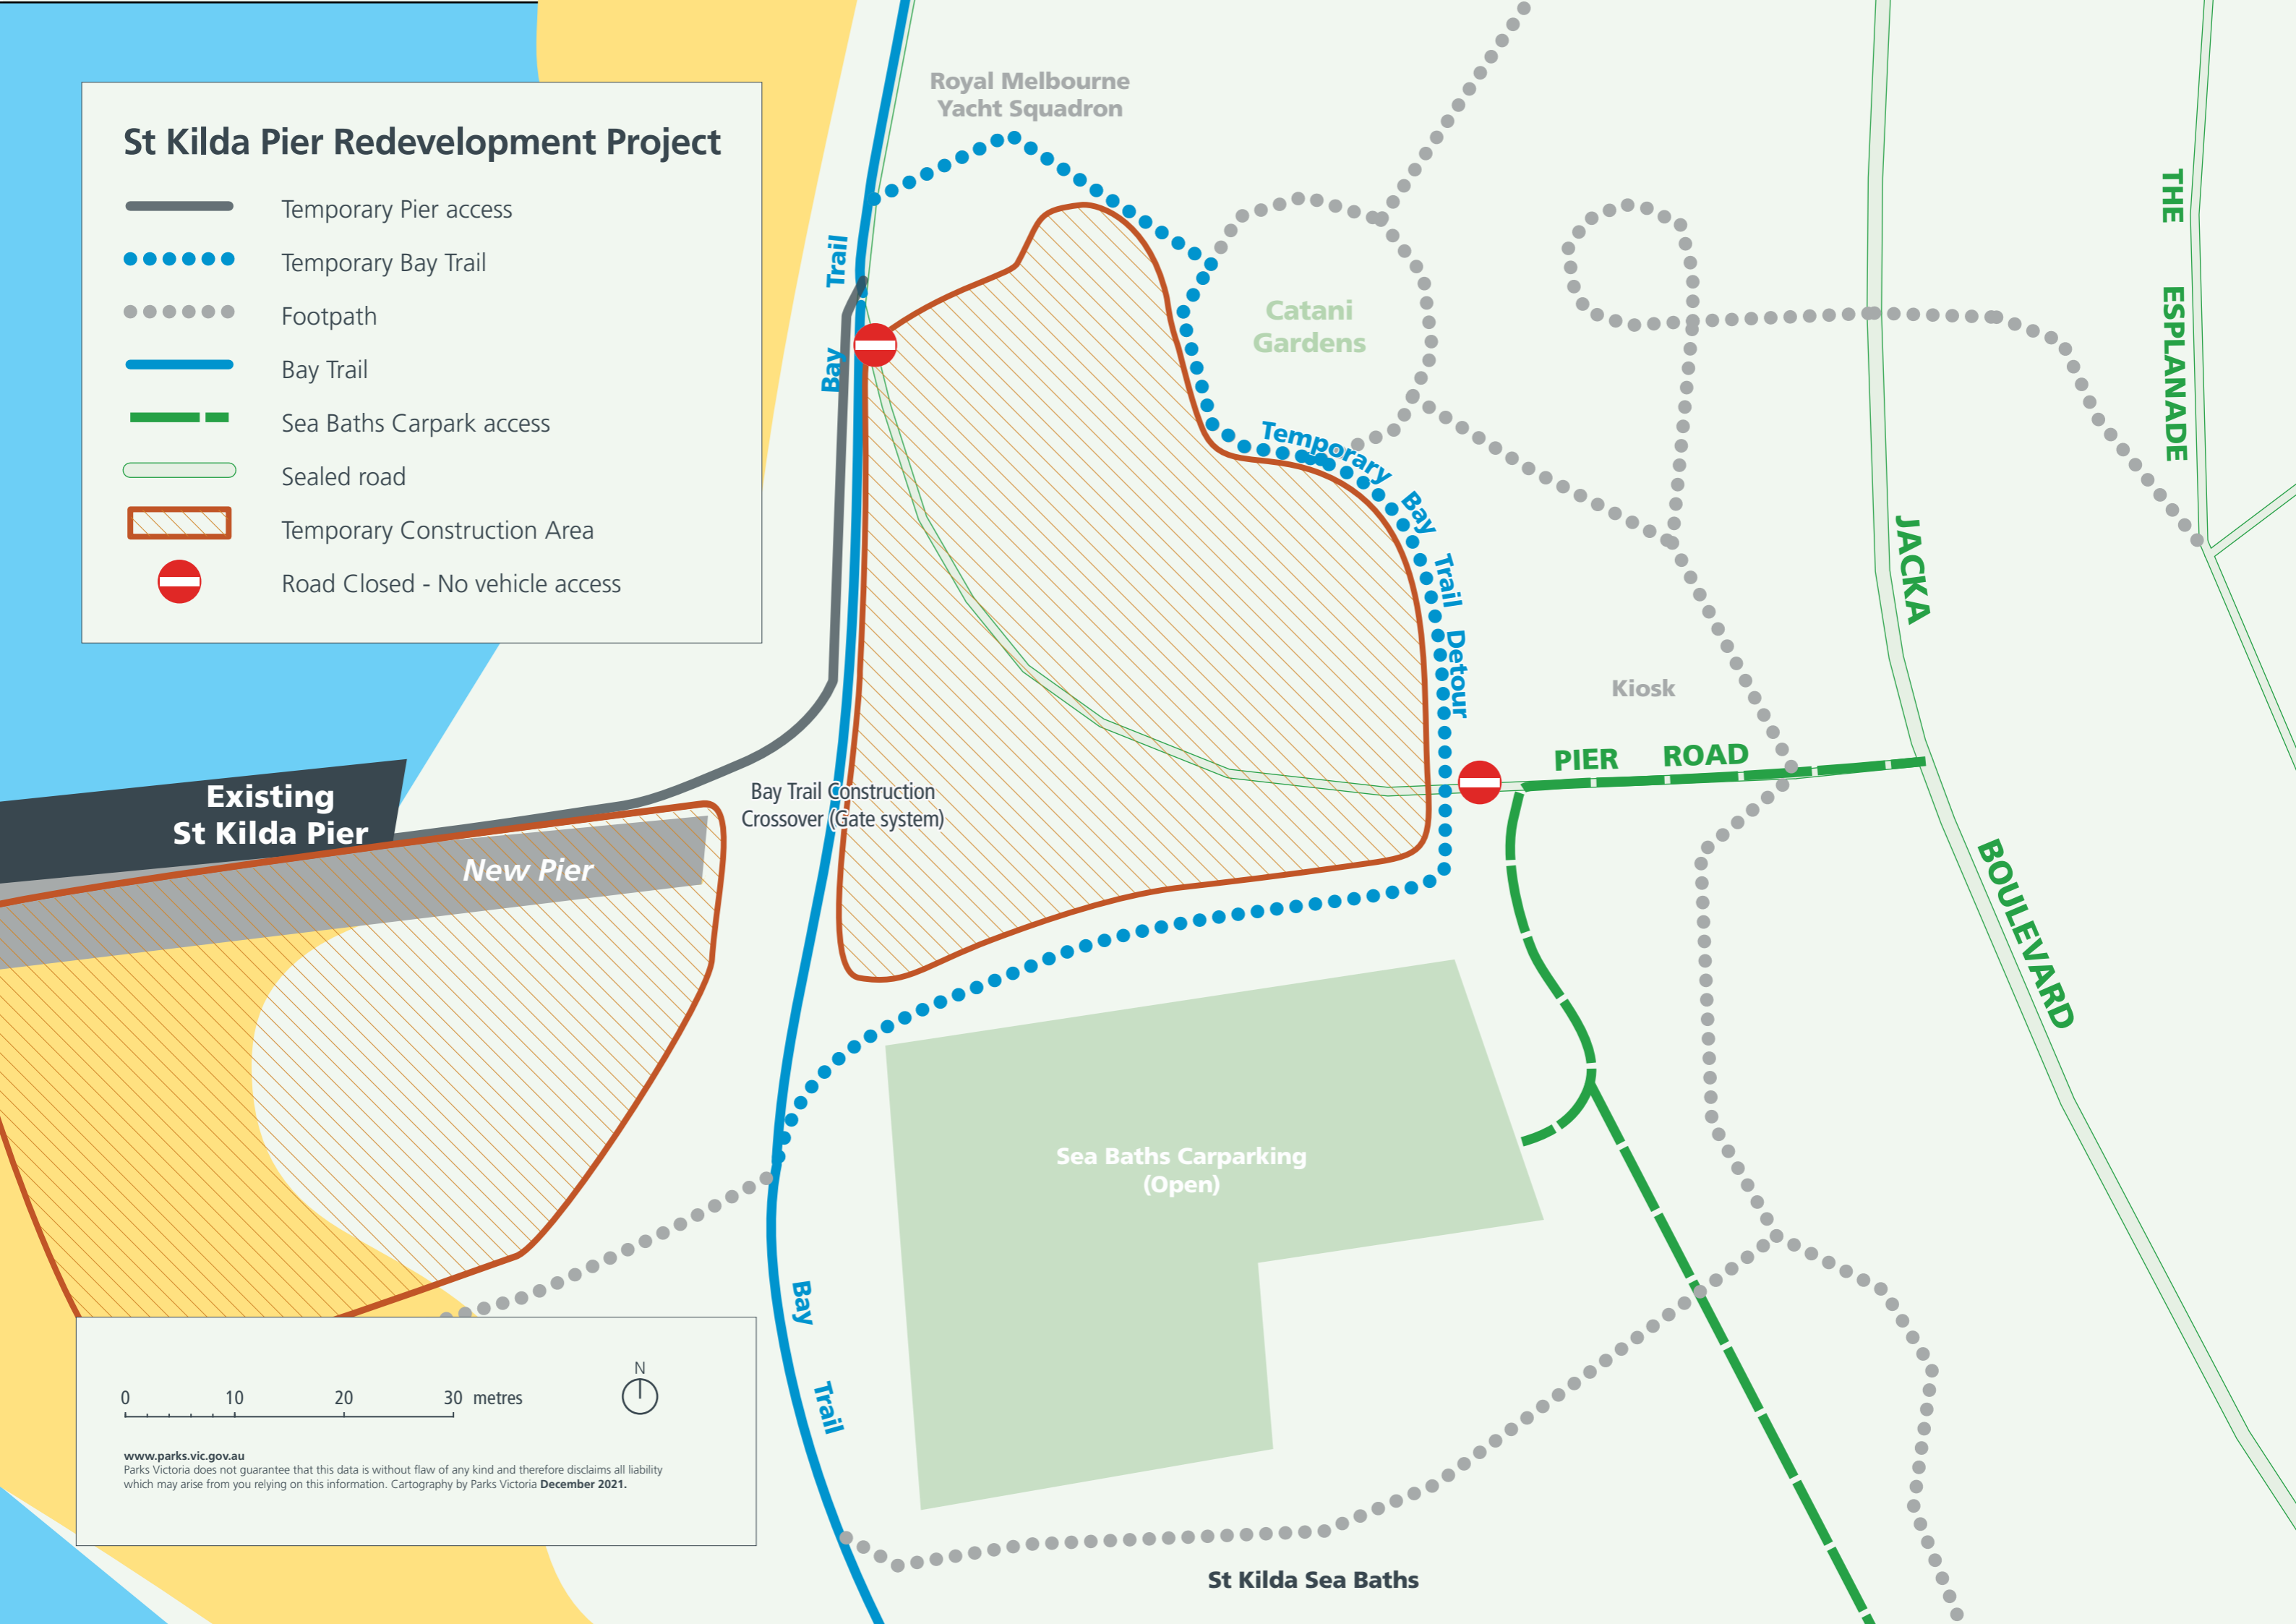 St Kilda Pier Redevelopment Project
Temporary Pier access
Temporary Bay Trail
Footpath
Bay Trail
Sea Baths Carpark access
Sealed road
Temporary Construction Area
Road Closed - No vehicle access
Royal Melbourne
Yacht Squadron
Bay Trail
Catani
Gardens
Temporary Bay Trail Detour
THE ESPLANADE
JACKA BOULEVARD
Kiosk
PIER ROAD
Existing
St Kilda Pier
New Pier
Bay Trail Construction
Crossover (Gate system)
Sea Baths Carparking
(Open)
Bay Trail
St Kilda Sea Baths
0 10 20 30 metres
N
www.parks.vic.gov.au
Parks Victoria does not guarantee that this data is without flaw of any kind and therefore disclaims all liability
which may arise from you relying on this information. Cartography by Parks Victoria December 2021.